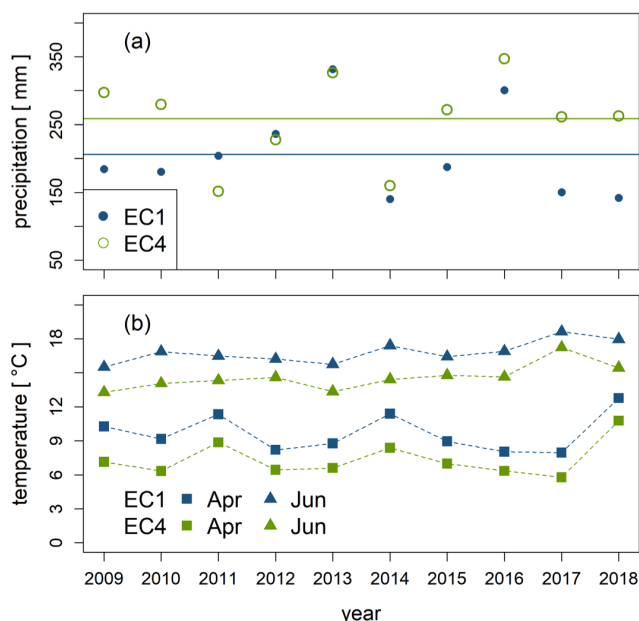 (a)
precipitation [ mm ]
350
250
150
50
EC1
EC4
(b)
temperature [ °C ]
18
12
9
6
3
0
EC1 Apr Jun
EC4 Apr Jun
2009 2010 2011 2012 2013 2014 2015 2016 2017 2018
year